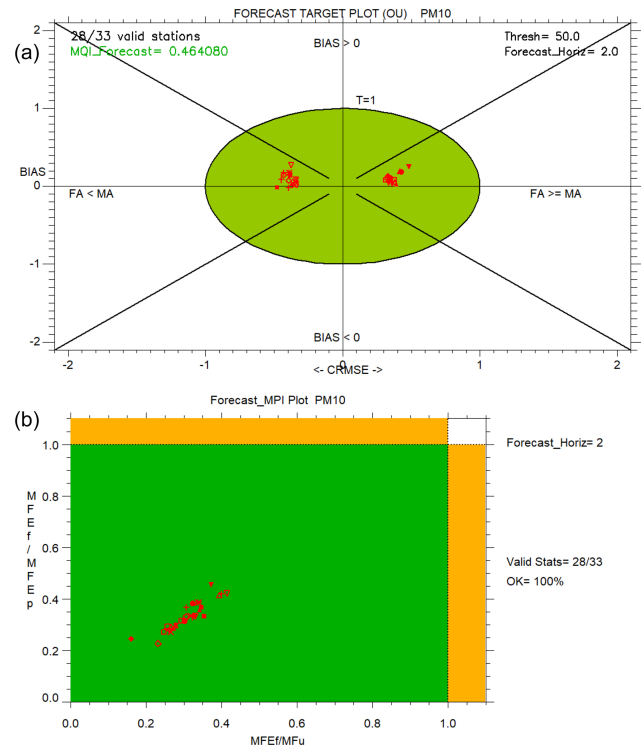 FORECAST TARGET PLOT (OU) PM10
(a)
28/33 valid stations
MQI_Forecast= 0.464080
BIAS > 0
Thresh= 50.0
Forecast_Horiz= 2.0
2
1
0
-1
-2
T=1
BIAS
FA < MA
FA >= MA
BIAS < 0
-2
-1
0
1
2
<- CRMSE ->
(b)
Forecast_MPI Plot PM10
Forecast_Horiz= 2
Valid Stats= 28/33
OK= 100%
MFEf/MFEp
1.0
0.8
0.6
0.4
0.2
0.0
0.0
0.2
0.4
0.6
0.8
1.0
MFEf/MFu